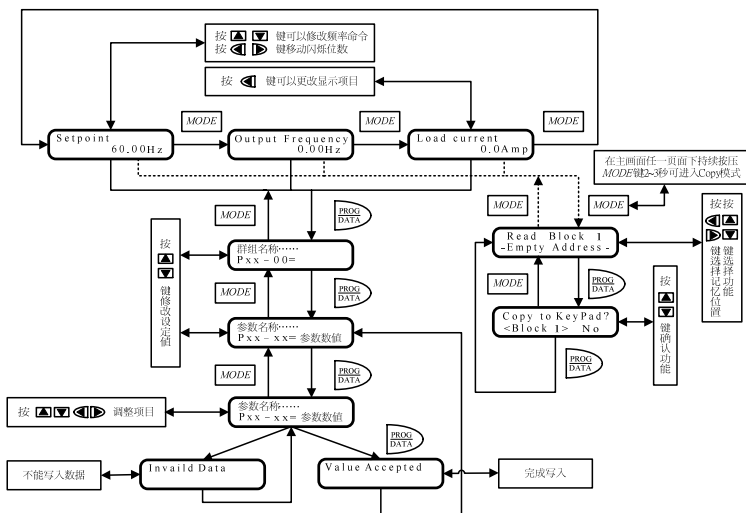 按 键可以修改频率命令
按 键移动闪烁位数
按 键可以更改显示项目
MODE
MODE
MODE
Setpoint
60.00Hz
Output Frequency
0.00Hz
Load current
0.0Amp
在主画面任一页面下持续按压
MODE键2~3秒可进入Copy模式
MODE
PROG
DATA
MODE
MODE
群组名称……
Pxx-00=
Read Block 1
-Empty Address-
按 键修改设定值
按 键选择记忆位置
按 键选择功能
MODE
PROG
DATA
MODE
PROG
DATA
参数名称……
Pxx-xx=参数数值
Copy to KeyPad?
<Block 1> No
按 键确认功能
MODE
PROG
DATA
PROG
DATA
按 调整项目
参数名称……
Pxx-xx=参数数值
PROG
DATA
不能写入数据
Invaild Data
Value Accepted
完成写入